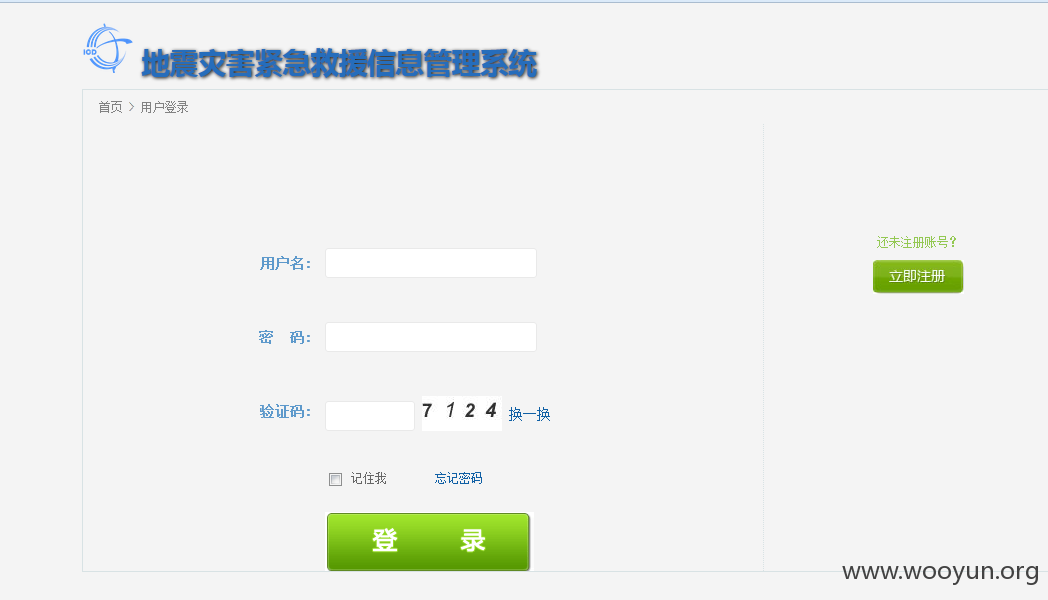 IGD
地震灾害紧急救援信息管理系统
首页 > 用户登录
还未注册账号？
用户名：
立即注册
密 码：
验证码：
7 1 2 4
换一换
记住我
忘记密码
登 录
www.wooyun.org